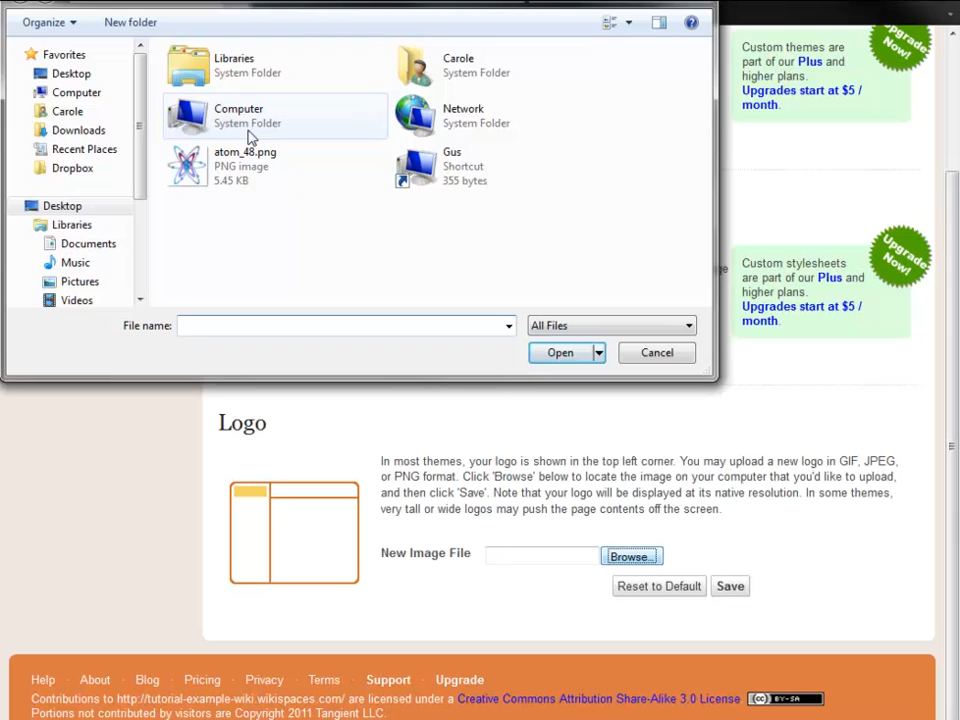 Organize
New folder
Favorites
Desktop
Computer
Carole
Downloads
Recent Places
Dropbox
Desktop
Libraries
Documents
Music
Pictures
Videos
Libraries
System Folder
Carole
System Folder
Computer
System Folder
Network
System Folder
atom_48.png
PNG image
5.45 KB
Gus
Shortcut
355 bytes
File name:
All Files
Open
Cancel
Custom themes are
part of our Plus and
higher plans.
Upgrades start at $5 /
month.
Upgrade
Now!
Custom stylesheets
are part of our Plus and
higher plans.
Upgrades start at $5 /
month.
Upgrade
Now!
Logo
In most themes, your logo is shown in the top left corner. You may upload a new logo in GIF, JPEG,
or PNG format. Click 'Browse' below to locate the image on your computer that you'd like to upload,
and then click 'Save'. Note that your logo will be displayed at its native resolution. In some themes,
very tall or wide logos may push the page contents off the screen.
New Image File
Browse...
Reset to Default
Save
Help · About · Blog · Pricing · Privacy · Terms · Support · Upgrade
Contributions to http://tutorial-example-wiki.wikispaces.com/ are licensed under a Creative Commons Attribution Share-Alike 3.0 License (cc) BY-SA
Portions not contributed by visitors are Copyright 2011 Tangient LLC.